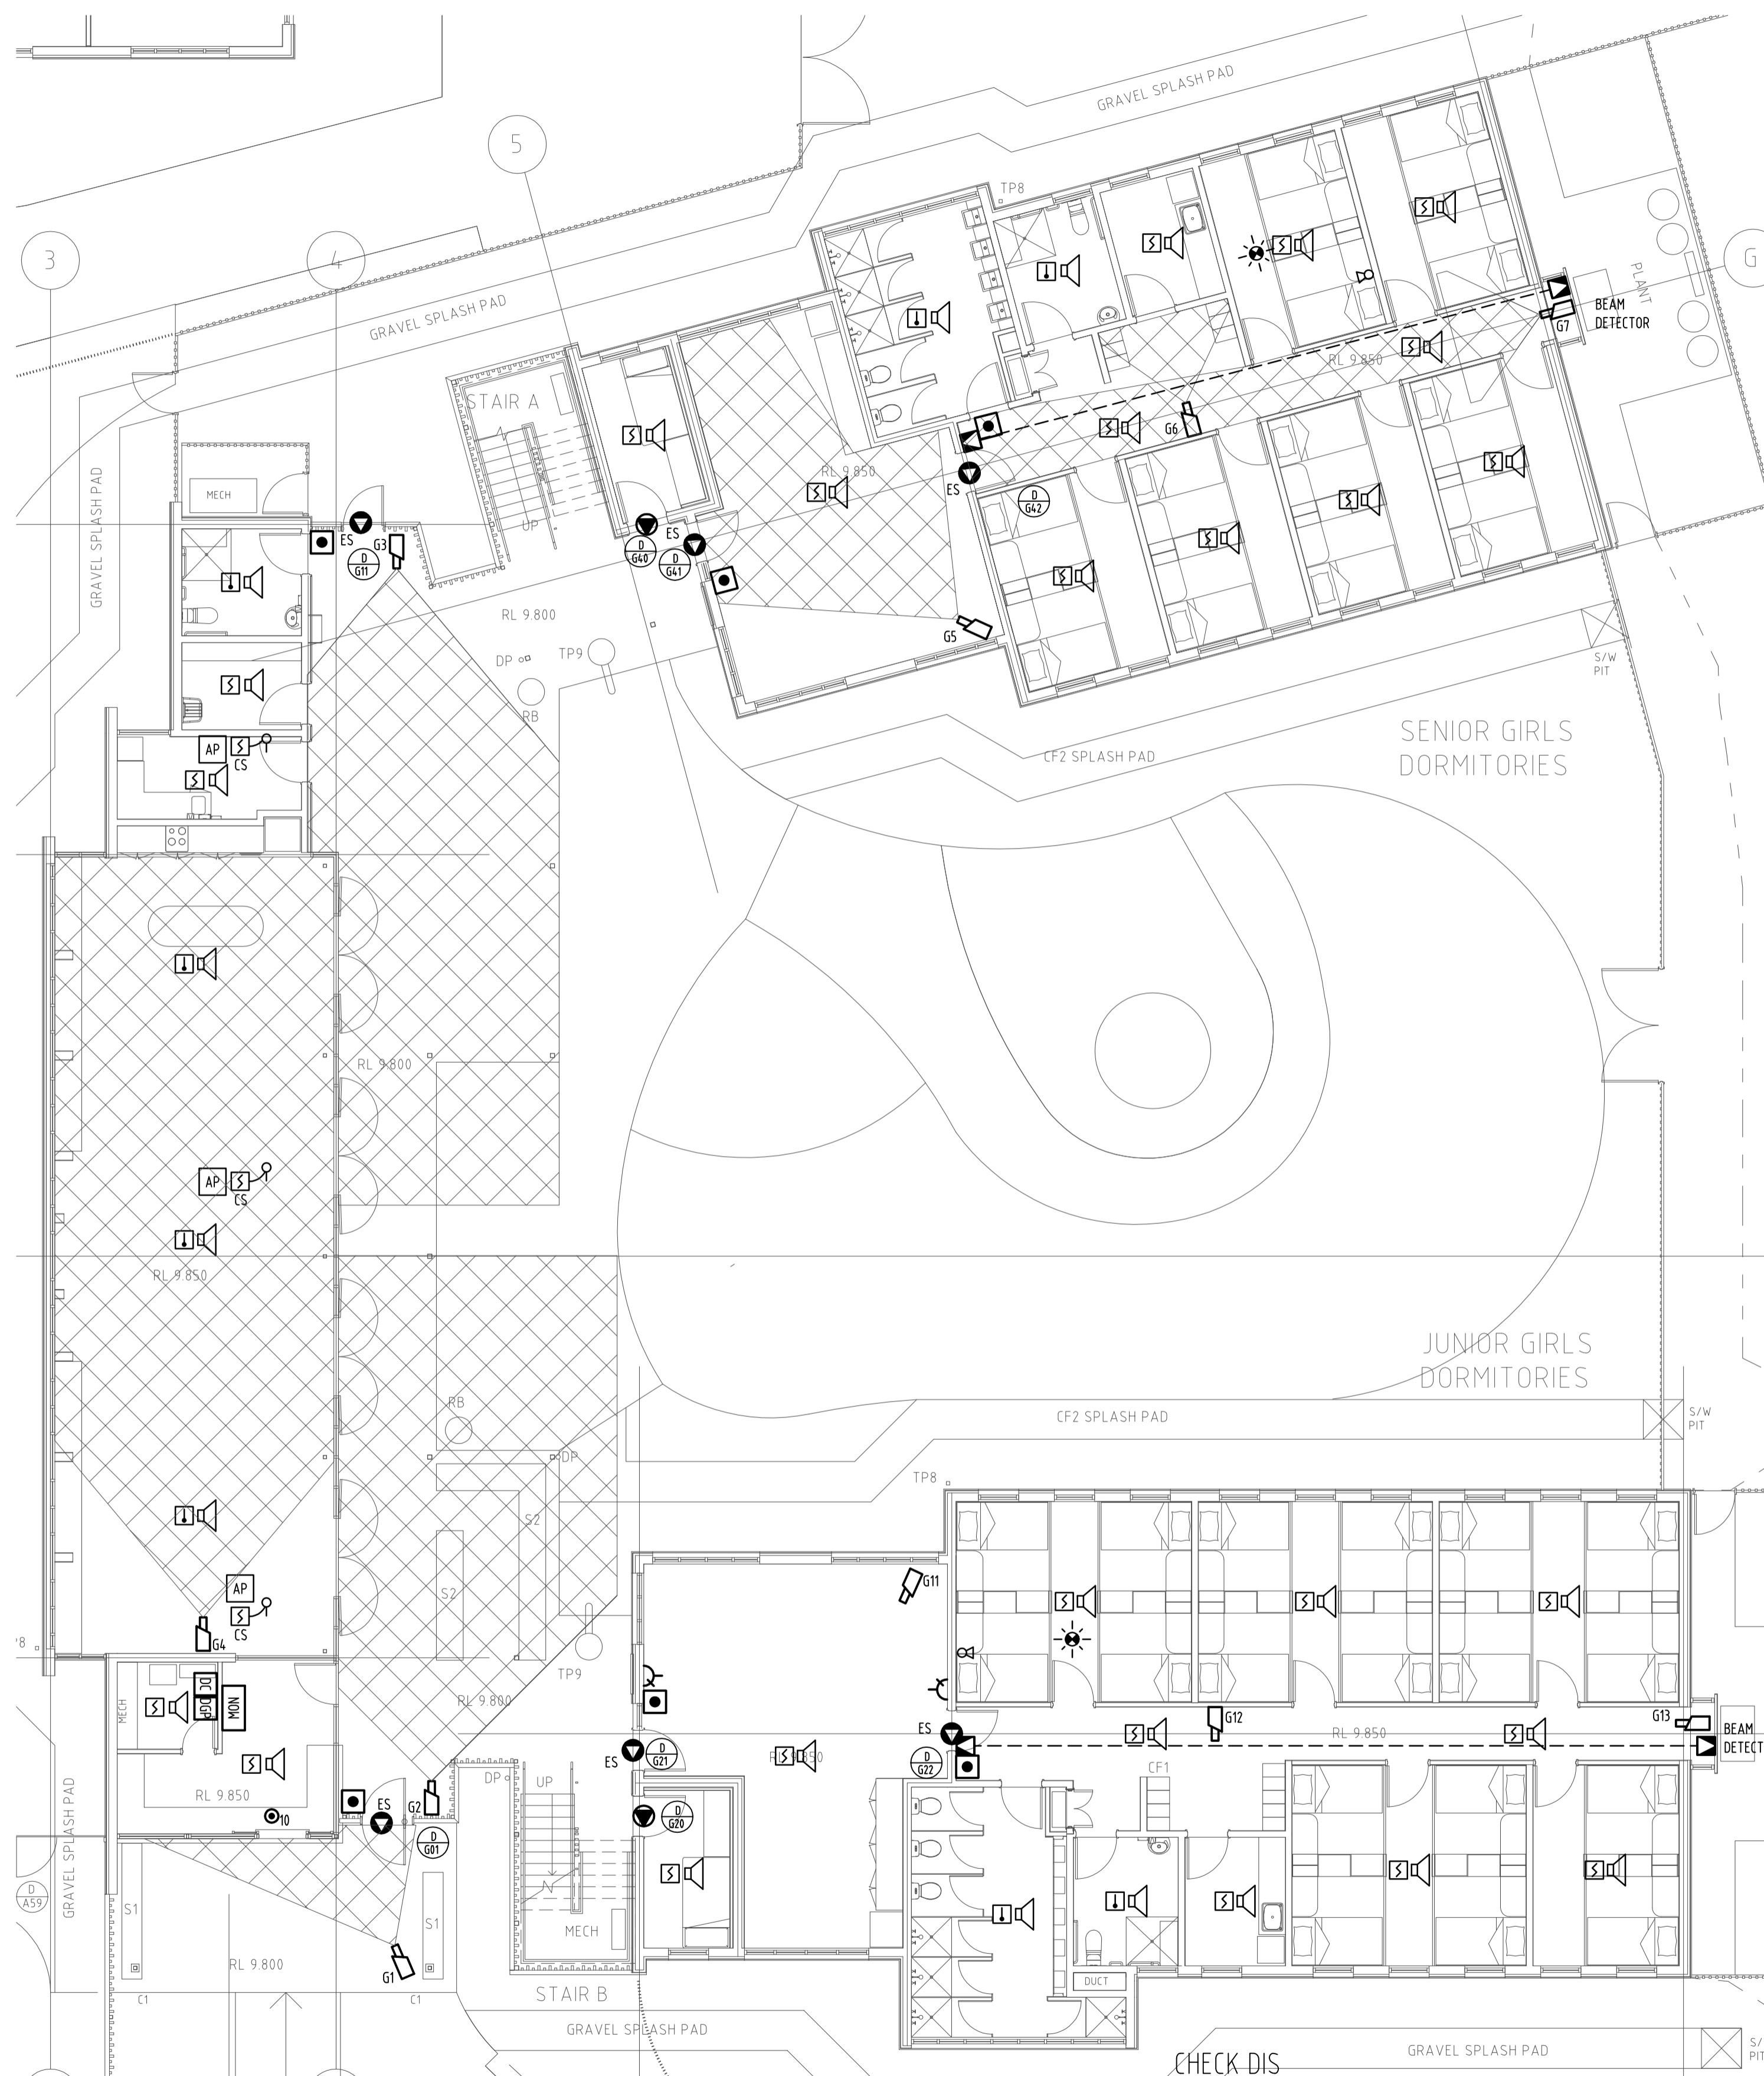 GRAVEL SPLASH PAD
5
TP8
3
4
G
PLANT
BEAM
DETECTOR
G7
GRAVEL SPLASH PAD
RL 9.850
STAIR A
G6
RL 9.850
ES
D
G42
MECH
UP
GRAVEL SPLASH PAD
ES
G3
D
G11
D
G40
ES
D
G41
RL 9.800
G5
DP
TP9
RB
S/W
PIT
SENIOR GIRLS
DORMITORIES
CF2 SPLASH PAD
AP
CS
RL 9.800
AP
CS
RL 9.850
JUNIOR GIRLS
DORMITORIES
RB
CF2 SPLASH PAD
S/W
PIT
DP
TP8
S2
S2
AP
CS
G4
G11
TP9
MECH
DC
DGP
MON
RL 9.800
G12
G13
ES
RL 9.850
BEAM
DETECT
ES
D
G21
RL 9.850
D
G22
CF1
DP
UP
RL 9.850
10
ES
G2
D
G01
D
G20
GRAVEL SPLASH PAD
D
A59
S1
S1
MECH
G1
RL 9.800
DUCT
C1
C1
STAIR B
GRAVEL SPLASH PAD
CHECK DIS
GRAVEL SPLASH PAD
S/
PIT